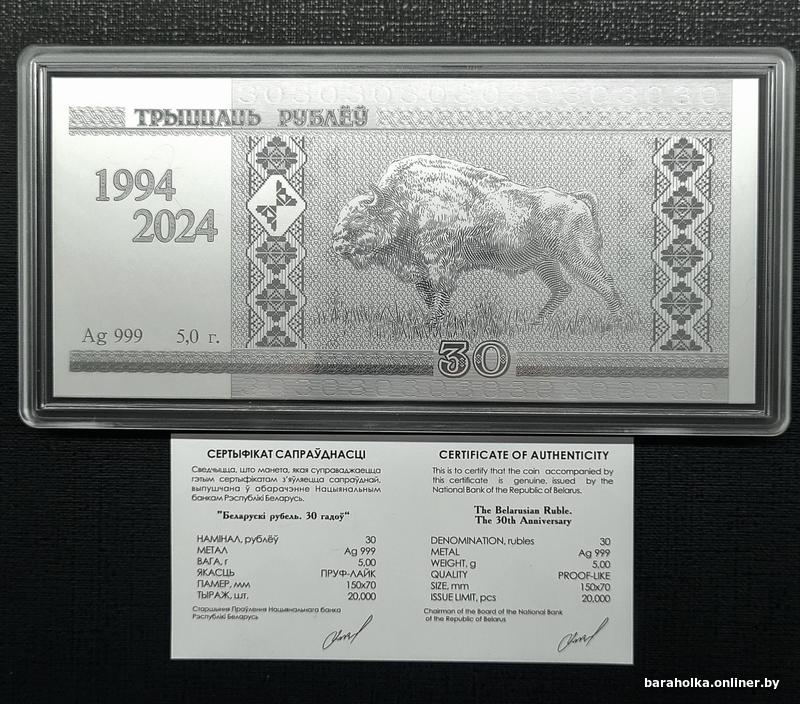 ТРЫЦЦАЦЬ РУБЛЁЎ
1994
2024
Ag 999 5,0 г.
30
СЕРТЫФІКАТ САПРАЎДНАСЦІ
Сведчыцца, што манета, якая суправаджаецца
гэтым сертыфікатам з'яўляецца сапраўднай,
выпушчана ў абарачэнне Нацыянальным
банкам Рэспублікі Беларусь.
"Беларускі рубель. 30 гадоў"
НАМІНАЛ, рублёў 30
МЕТАЛ Ag 999
ВАГА, г 5,00
ЯКАСЦЬ ПРУФ-ЛАЙК
ПАМЕР, мм 150x70
ТЫРАЖ, шт. 20,000
Старшыня Праўлення Нацыянальнага банка
Рэспублікі Беларусь
CERTIFICATE OF AUTHENTICITY
This is to certify that the coin accompanied by
this certificate is genuine, issued by the
National Bank of the Republic of Belarus.
The Belarusian Ruble.
The 30th Anniversary
DENOMINATION, rubles 30
METAL Ag 999
WEIGHT, g 5,00
QUALITY PROOF-LIKE
SIZE, mm 150x70
ISSUE LIMIT, pcs 20,000
Chairman of the Board of the National Bank
of the Republic of Belarus
baraholka.onliner.by